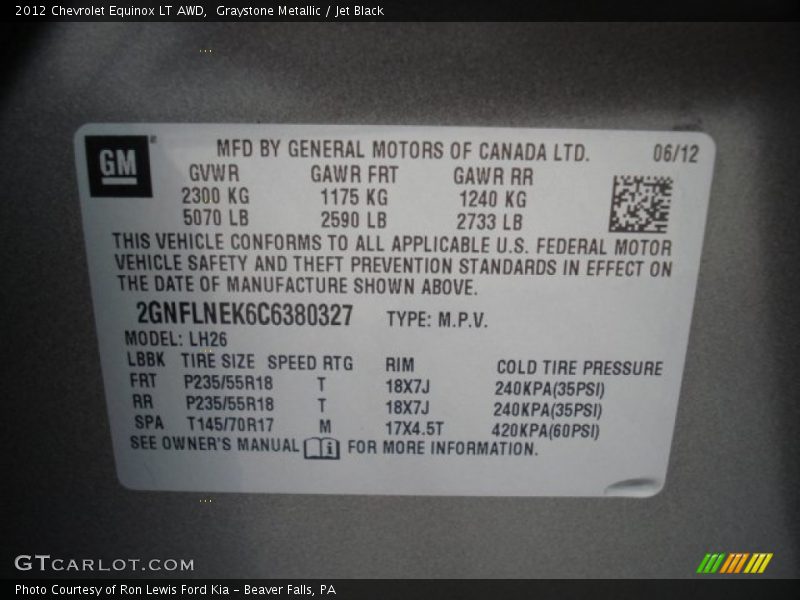 2012 Chevrolet Equinox LT AWD,  Graystone Metallic / Jet Black
GM
MFD BY GENERAL MOTORS OF CANADA LTD. 06/12
GVWR GAWR FRT GAWR RR
2300 KG 1175 KG 1240 KG
5070 LB 2590 LB 2733 LB
THIS VEHICLE CONFORMS TO ALL APPLICABLE U.S. FEDERAL MOTOR
VEHICLE SAFETY AND THEFT PREVENTION STANDARDS IN EFFECT ON
THE DATE OF MANUFACTURE SHOWN ABOVE.
2GNFLNEK6C6380327 TYPE: M.P.V.
MODEL: LH26
LBBK TIRE SIZE SPEED RTG RIM COLD TIRE PRESSURE
FRT P235/55R18 T 18X7J 240KPA(35PSI)
RR P235/55R18 T 18X7J 240KPA(35PSI)
SPA T145/70R17 M 17X4.5T 420KPA(60PSI)
SEE OWNER'S MANUAL i FOR MORE INFORMATION.
GTCARLOT.COM
Photo Courtesy of Ron Lewis Ford Kia – Beaver Falls, PA